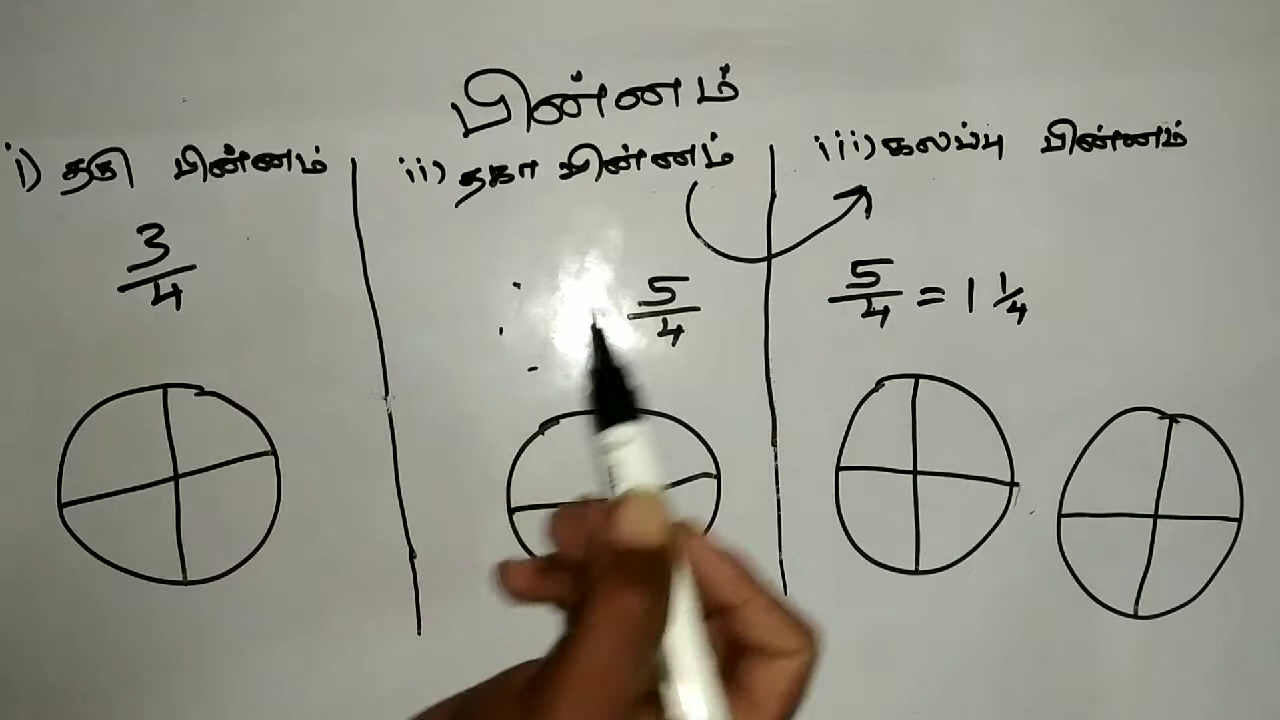 பின்னம்
i) தகு பின்னம்
ii) தகா பின்னம்
iii) கலப்பு பின்னம்
3/4
5/4
5/4 = 1 1/4